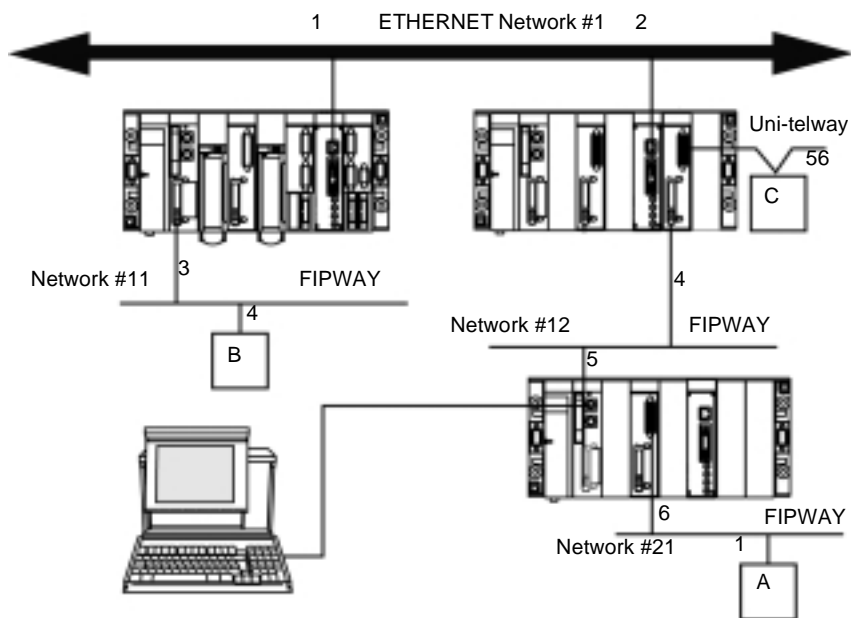 1 ETHERNET Network #1 2
Uni-telway
56
C
3
Network #11 FIPWAY
4
B
4
Network #12 FIPWAY
5
6
FIPWAY
Network #21 1
A